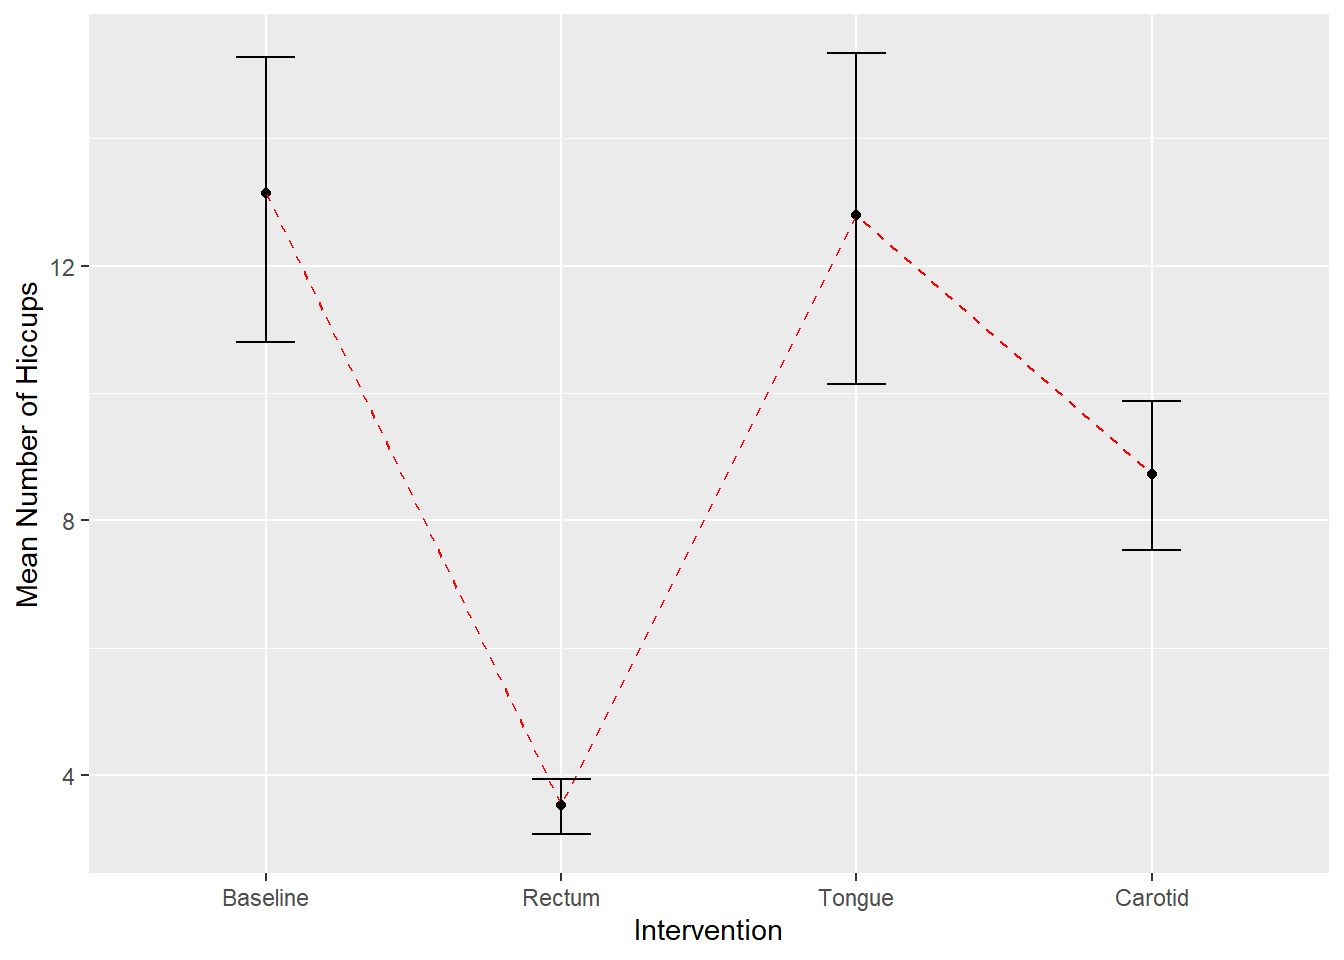 Mean Number of Hiccups
12
8
4
Baseline Rectum Tongue Carotid
Intervention